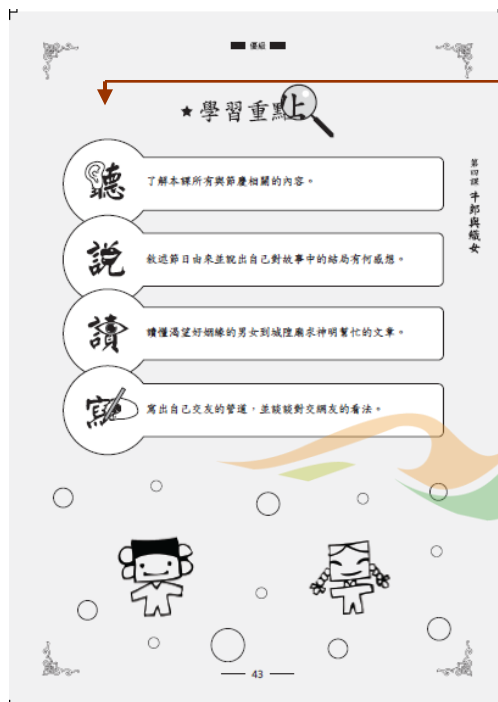 優級
★學習重點
上
聽
了解本課所有與節慶相關的內容。
說
敘述節日由來並說出自己對故事中的結局有何感想。
讀
讀懂渴望好姻緣的男女到城隍廟求神明幫忙的文章。
寫
寫出自己交友的管道，並談談對交網友的看法。
第四課 牛郎與織女
43